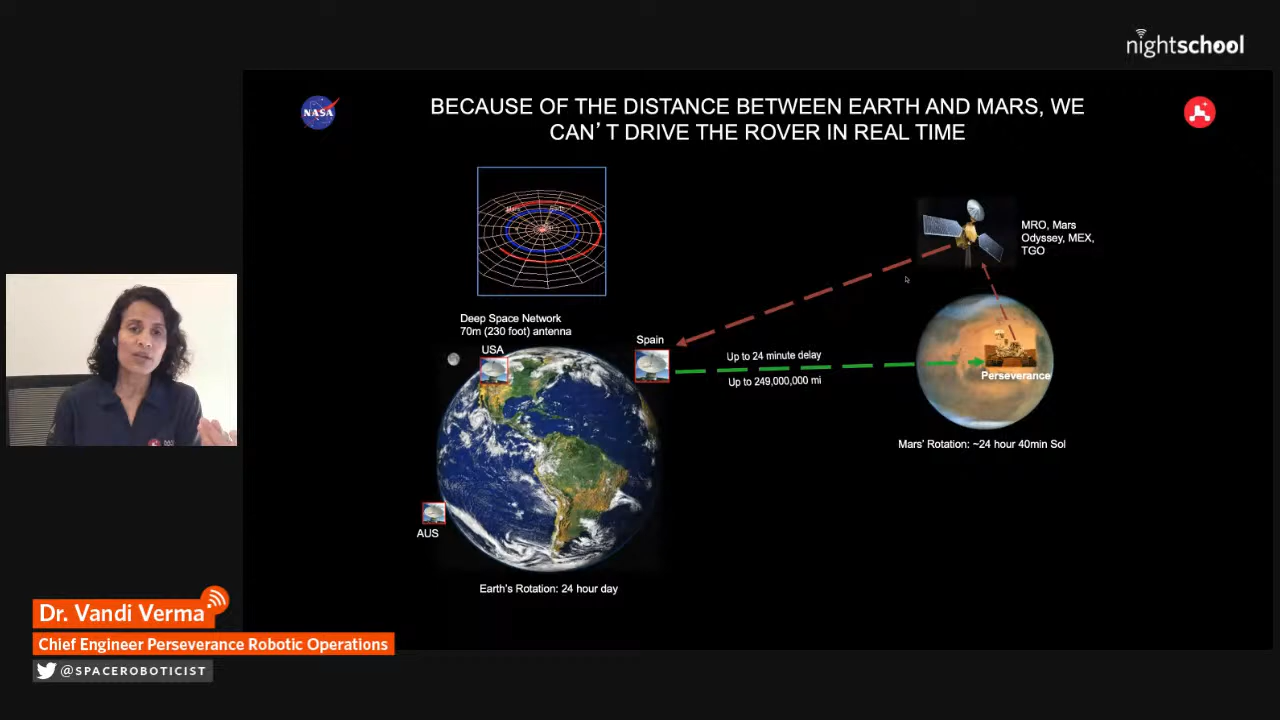 nightschool
NASA
BECAUSE OF THE DISTANCE BETWEEN EARTH AND MARS, WE
CAN'T DRIVE THE ROVER IN REAL TIME
Mars
Earth
MRO, Mars
Odyssey, MEX,
TGO
Deep Space Network
70m (230 foot) antenna
USA
Spain
Up to 24 minute delay
Up to 249,000,000 mi
Perseverance
Mars' Rotation: ~24 hour 40min Sol
AUS
Earth's Rotation: 24 hour day
Dr. Vandi Verma
Chief Engineer Perseverance Robotic Operations
@SPACEROBOTICIST